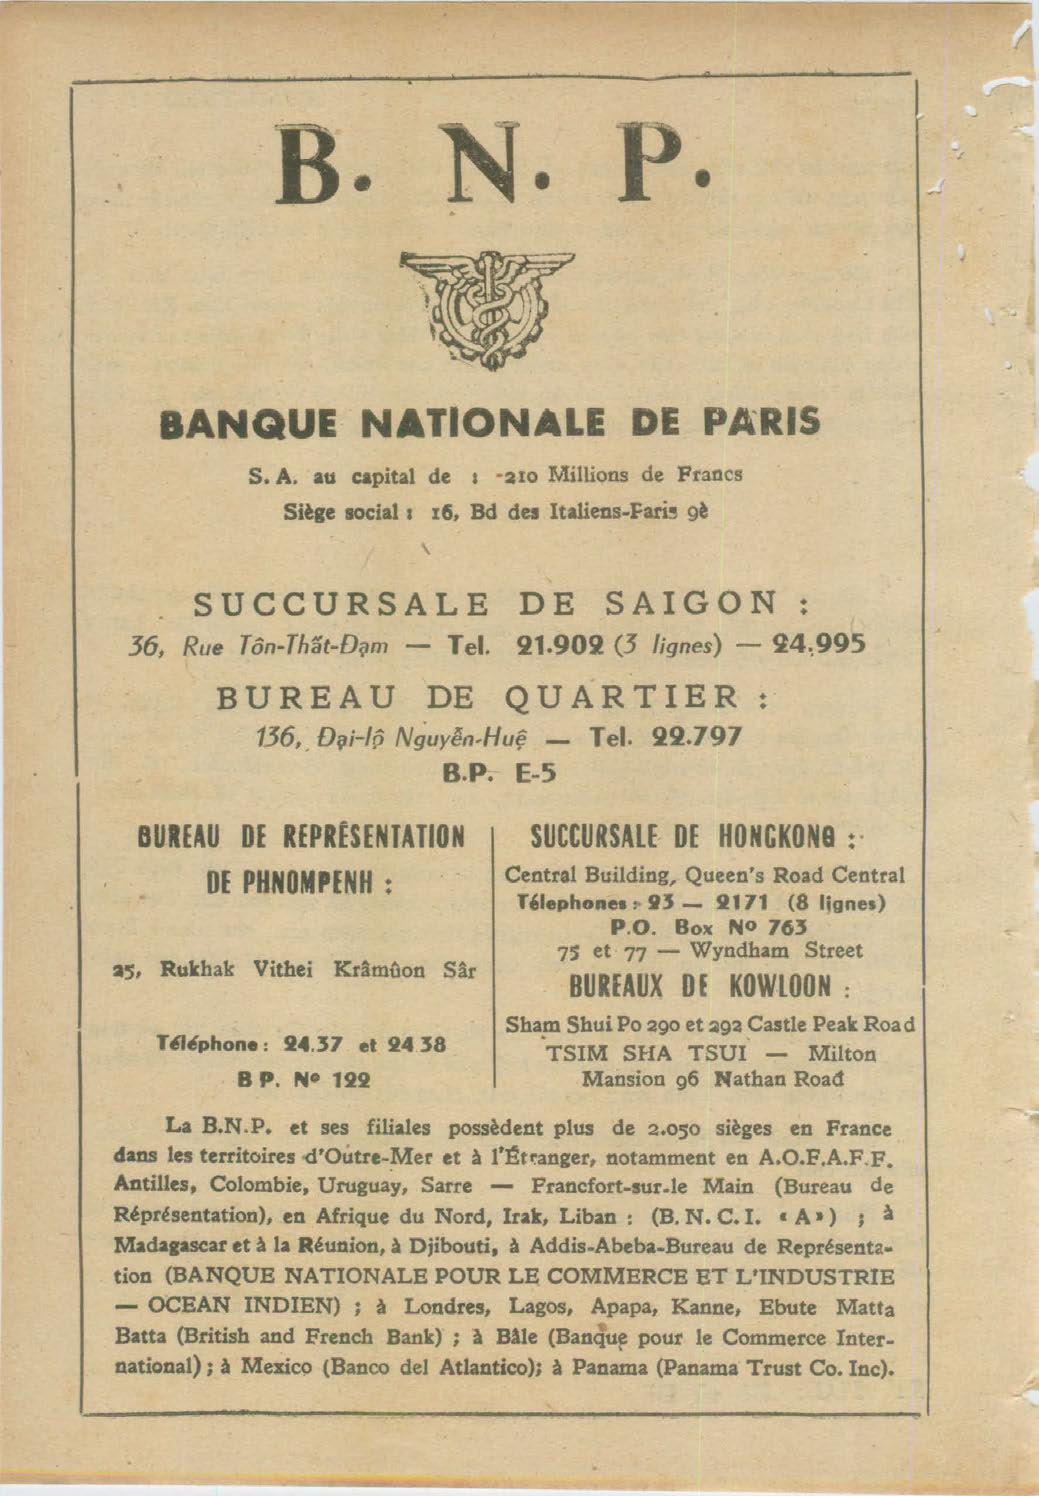 B. N. P.
BANQUE NATIONALE DE PARIS
S. A. au capital de : -210 Millions de Francs
Siège social : 16, Bd des Italiens-Paris 9è
SUCCURSALE DE SAIGON :
36, Rue Tôn-Thất-Đạm — Tel. 21.902 (3 lignes) — 24.995
BUREAU DE QUARTIER :
136, Đại-lộ Nguyễn-Huệ — Tel. 22.797
B.P. E-5
BUREAU DE REPRÉSENTATION
DE PHNOMPENH :
25, Rukhak Vithei Krâmûon Sâr
Téléphone : 24.37 et 24 38
B P. Nº 122
SUCCURSALE DE HONGKONG :
Central Building, Queen's Road Central
Télephones : 23 — 2171 (8 lignes)
P.O. Box Nº 763
75 et 77 — Wyndham Street
BUREAUX DE KOWLOON :
Sham Shui Po 290 et 292 Castle Peak Road
TSIM SHA TSUI — Milton
Mansion 96 Nathan Road
La B.N.P. et ses filiales possèdent plus de 2.050 sièges en France
dans les territoires d'Outre-Mer et à l'Étranger, notamment en A.O.F.A.F.F.
Antilles, Colombie, Uruguay, Sarre — Francfort-sur-le Main (Bureau de
Réprésentation), en Afrique du Nord, Irak, Liban : (B. N. C. I. « A») ; à
Madagascar et à la Réunion, à Djibouti, à Addis-Abeba-Bureau de Représenta-
tion (BANQUE NATIONALE POUR LE COMMERCE ET L'INDUSTRIE
— OCEAN INDIEN) ; à Londres, Lagos, Apapa, Kanne, Ebute Matta
Batta (British and French Bank) ; à Bâle (Banque pour le Commerce Inter-
national) ; à Mexico (Banco del Atlantico); à Panama (Panama Trust Co. Inc).